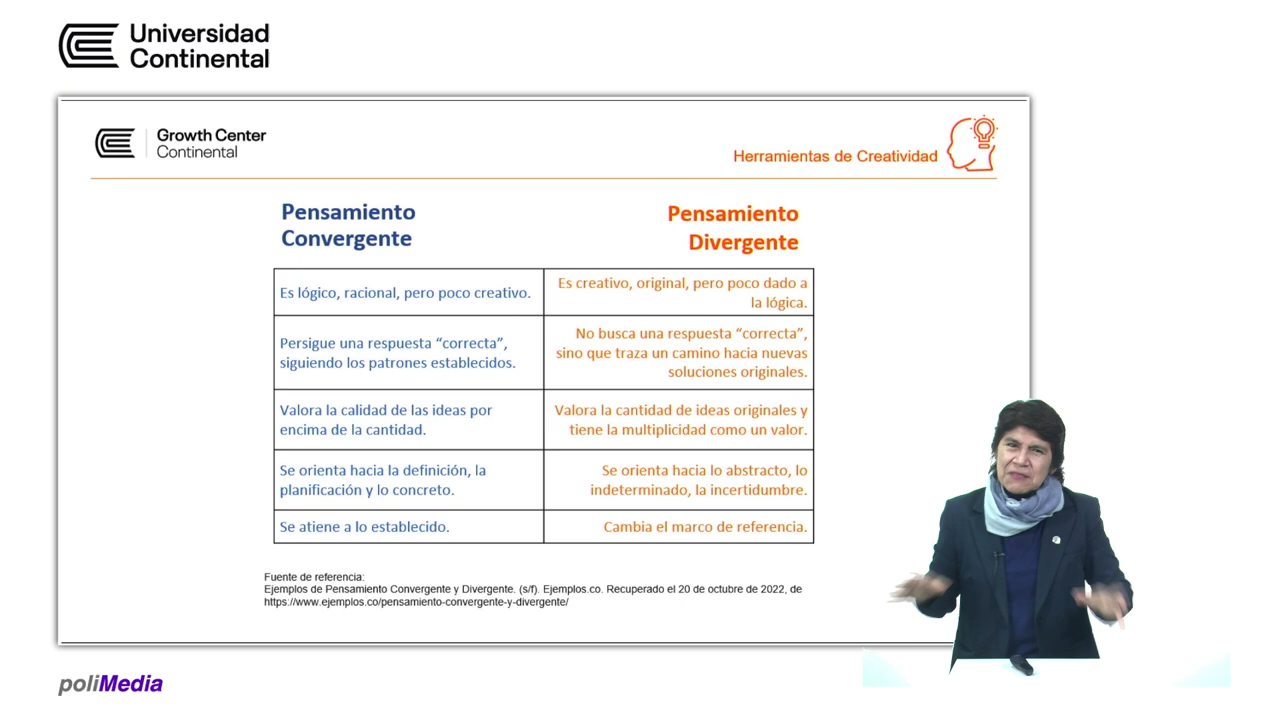 Universidad
Continental
Growth Center
Continental
Herramientas de Creatividad
Pensamiento
Convergente
Pensamiento
Divergente
Es lógico, racional, pero poco creativo.
Es creativo, original, pero poco dado a
la lógica.
Persigue una respuesta “correcta”,
siguiendo los patrones establecidos.
No busca una respuesta “correcta”,
sino que traza un camino hacia nuevas
soluciones originales.
Valora la calidad de las ideas por
encima de la cantidad.
Valora la cantidad de ideas originales y
tiene la multiplicidad como un valor.
Se orienta hacia la definición, la
planificación y lo concreto.
Se orienta hacia lo abstracto, lo
indeterminado, la incertidumbre.
Se atiene a lo establecido.
Cambia el marco de referencia.
Fuente de referencia:
Ejemplos de Pensamiento Convergente y Divergente. (s/f). Ejemplos.co. Recuperado el 20 de octubre de 2022, de
https://www.ejemplos.co/pensamiento-convergente-y-divergente/
poliMedia